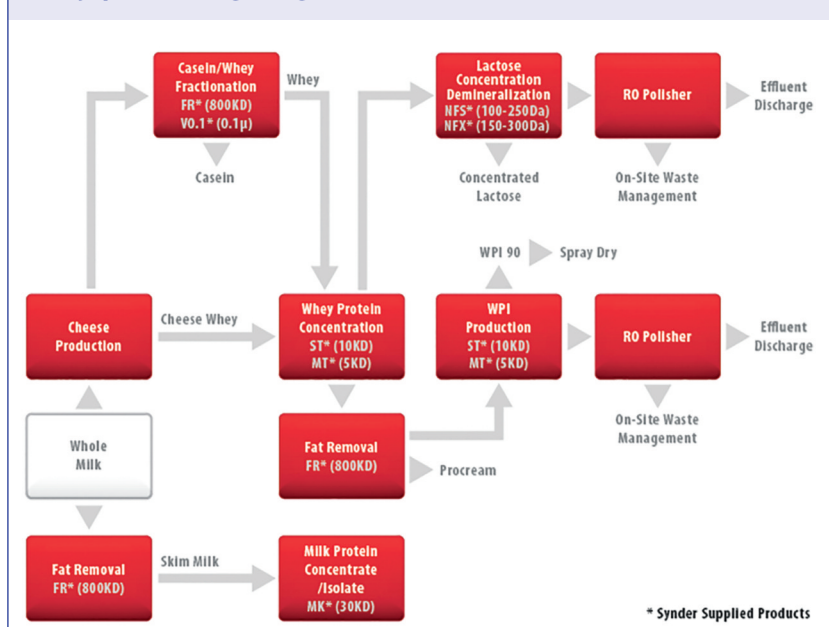 Casein/Whey
Fractionation
FR* (800KD)
V0.1* (0.1µ)
Whey
Casein
Lactose
Concentration
Demineralization
NFS* (100-250Da)
NFX* (150-300Da)
Concentrated
Lactose
RO Polisher
Effluent
Discharge
On-Site Waste
Management
Cheese
Production
Cheese Whey
Whey Protein
Concentration
ST* (10KD)
MT* (5KD)
WPI 90
Spray Dry
WPI
Production
ST* (10KD)
MT* (5KD)
RO Polisher
Effluent
Discharge
On-Site Waste
Management
Whole
Milk
Fat Removal
FR* (800KD)
Procream
Fat Removal
FR* (800KD)
Skim Milk
Milk Protein
Concentrate
/Isolate
MK* (30KD)
* Synder Supplied Products